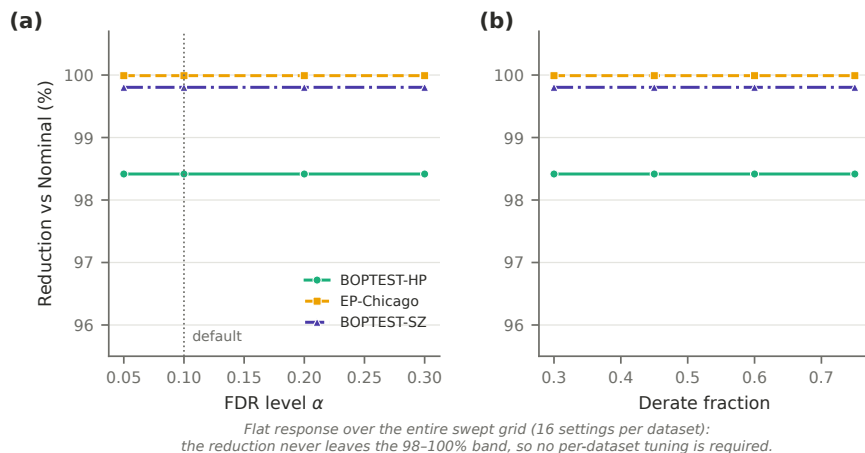 (a)
(b)
Reduction vs Nominal (%)
100
99
98
97
96
BOPTEST-HP
EP-Chicago
BOPTEST-SZ
default
0.05 0.10 0.15 0.20 0.25 0.30
FDR level α
100
99
98
97
96
0.3 0.4 0.5 0.6 0.7
Derate fraction
Flat response over the entire swept grid (16 settings per dataset):
the reduction never leaves the 98–100% band, so no per-dataset tuning is required.